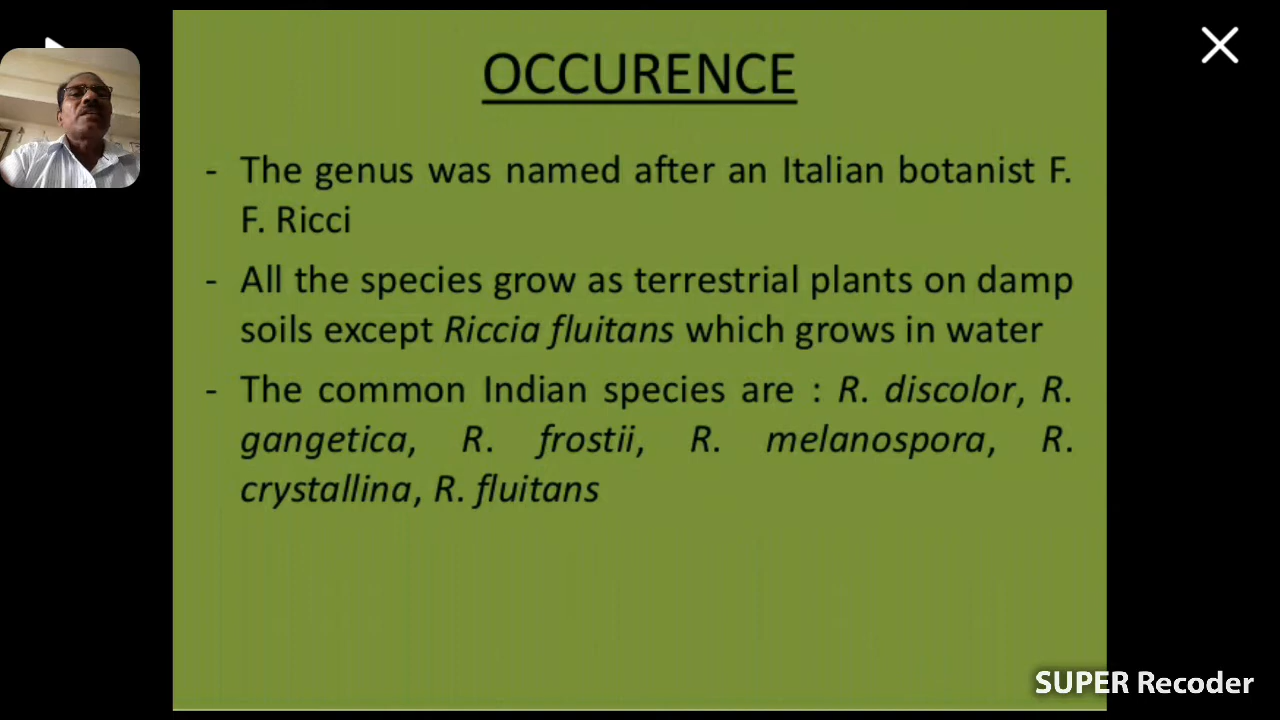 OCCURENCE
- The genus was named after an Italian botanist F.
F. Ricci
- All the species grow as terrestrial plants on damp
soils except Riccia fluitans which grows in water
- The common Indian species are : R. discolor, R.
gangetica, R. frostii, R. melanospora, R.
crystallina, R. fluitans
SUPER Recoder